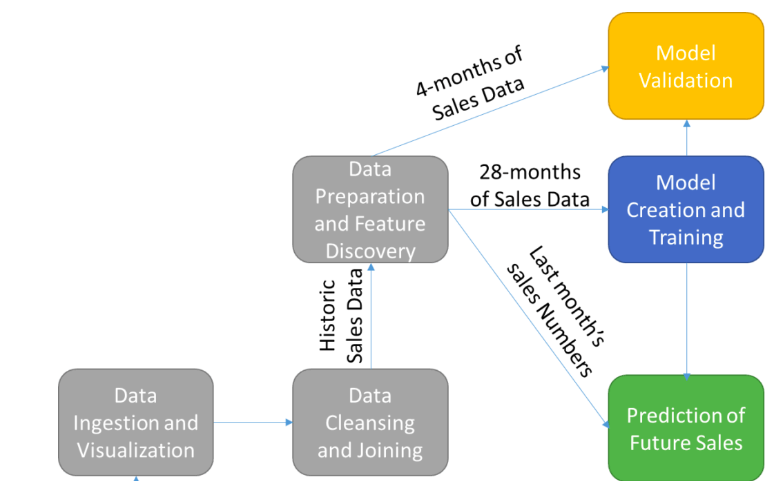 4-months of
Sales Data
Model
Validation
Data
Preparation
and Feature
Discovery
28-months
of Sales Data
Model
Creation and
Training
Historic
Sales Data
Last month’s
sales Numbers
Data
Ingestion and
Visualization
Data
Cleansing
and Joining
Prediction of
Future Sales